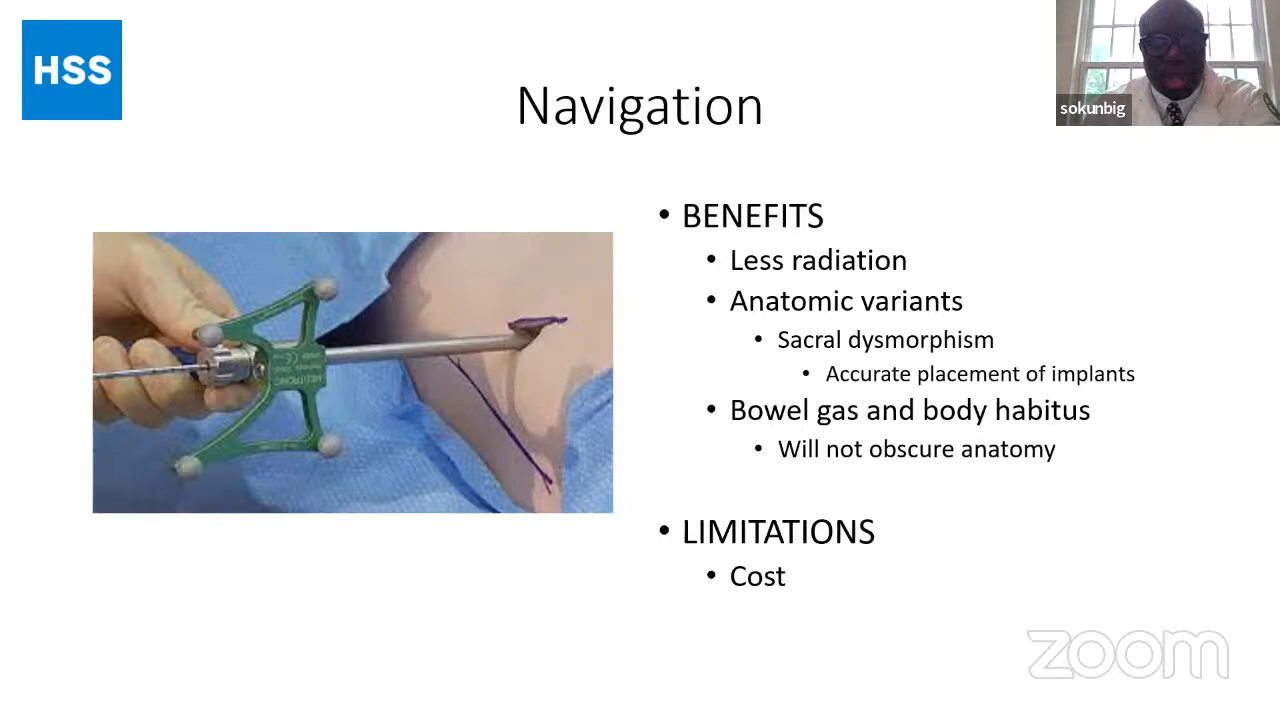 HSS
sokunbig
Navigation
• BENEFITS
• Less radiation
• Anatomic variants
• Sacral dysmorphism
• Accurate placement of implants
• Bowel gas and body habitus
• Will not obscure anatomy
• LIMITATIONS
• Cost
MEDTRONIC
zoom